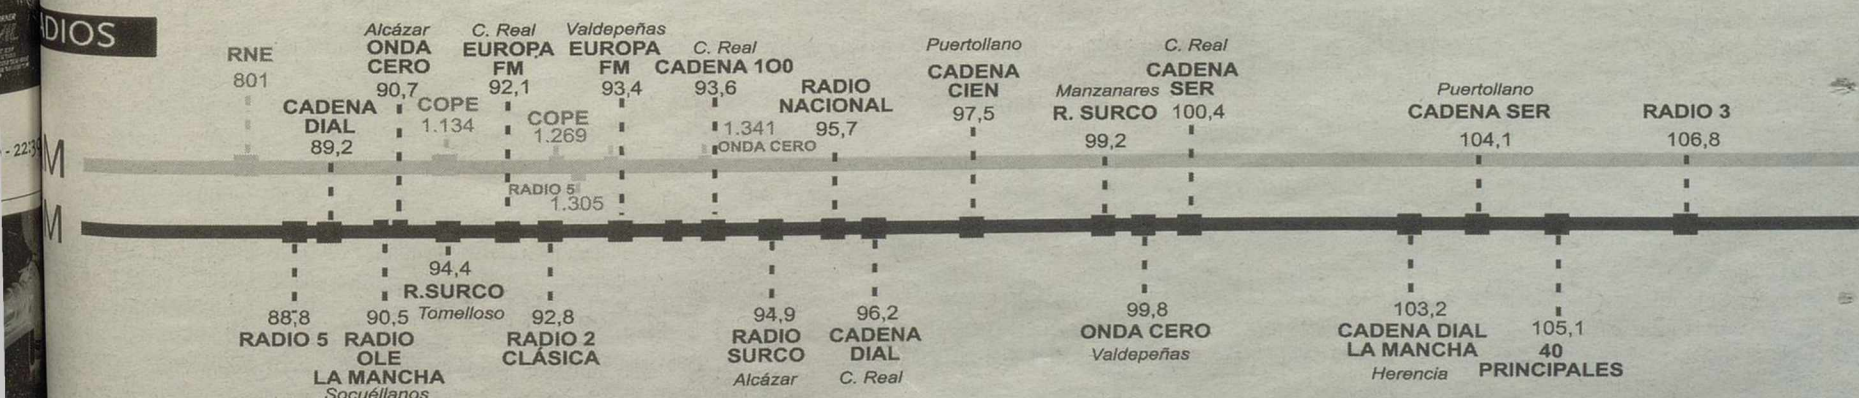 ADIOS
RNE
801
CADENA
DIAL
89,2
Alcázar
ONDA
CERO
90,7
COPE
1.134
C. Real
EUROPA
FM
92,1
COPE
1.269
Valdepeñas
EUROPA
FM
93,4
C. Real
CADENA 100
93,6
1.341
ONDA CERO
RADIO
NACIONAL
95,7
Puertollano
CADENA
CIEN
97,5
Manzanares
R. SURCO
99,2
C. Real
CADENA
SER
100,4
Puertollano
CADENA SER
104,1
RADIO 3
106,8
- 22:3
M
RADIO 5
1.305
M
88,8
RADIO 5
90,5
RADIO
OLE
LA MANCHA
Socuéllanos
94,4
R.SURCO
Tomelloso
92,8
RADIO 2
CLÁSICA
94,9
RADIO
SURCO
Alcázar
96,2
CADENA
DIAL
C. Real
99,8
ONDA CERO
Valdepeñas
103,2
CADENA DIAL
LA MANCHA
Herencia
105,1
40
PRINCIPALES